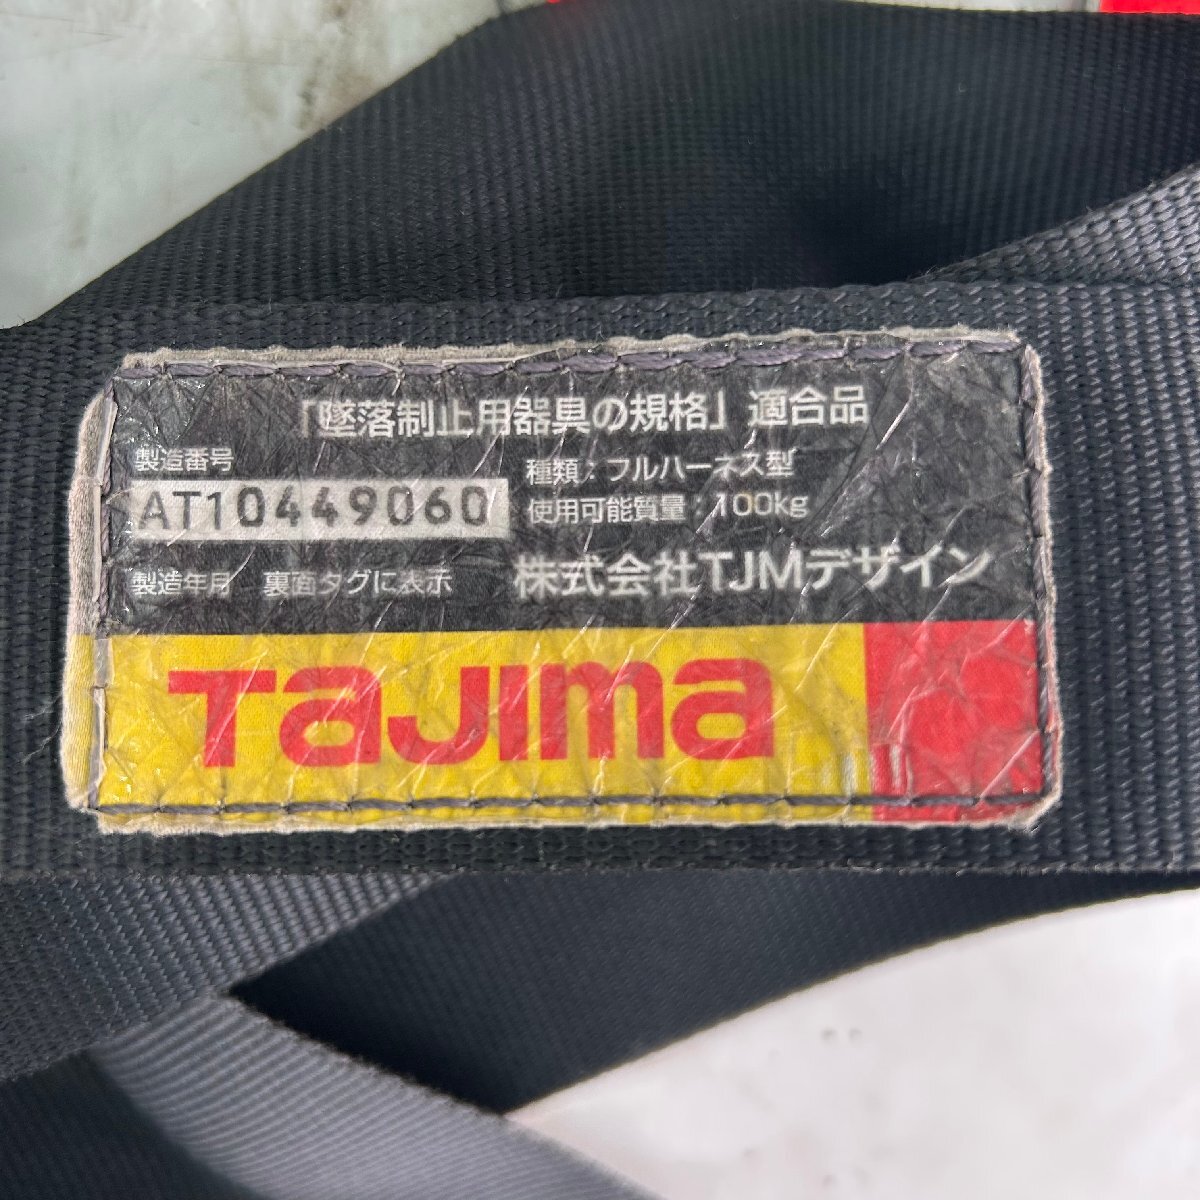 「墜落制止用器具の規格」適合品
製造番号
AT10449060
種類：フルハーネス型
使用可能質量：100kg
製造年月 裏面タグに表示
株式会社TJMデザイン
TaJIma